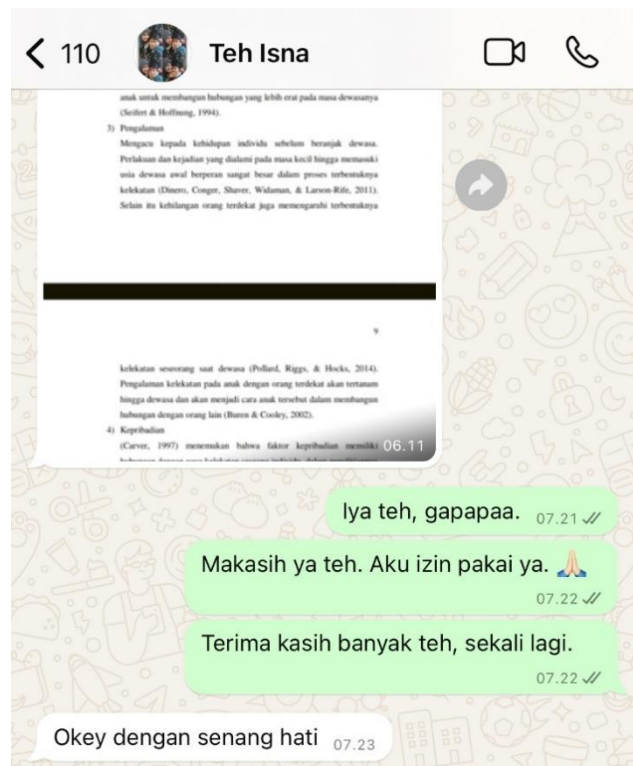 110
Teh Isna
anak untuk membangun hubungan yang lebih erat pada masa dewasanya
(Seifert & Hoffnung, 1994).
3) Pengalaman
Mengacu kepada kehidupan individu sebelum beranjak dewasa.
Perlakuan dan kejadian yang dialami pada masa kecil hingga memasuki
usia dewasa awal berperan sangat besar dalam proses terbentuknya
kelekatan (Dinero, Conger, Shaver, Widaman, & Larson-Rife, 2011).
Selain itu kehilangan orang terdekat juga memengaruhi terbentuknya
9
kelekatan seseorang saat dewasa (Pollard, Riggs, & Hocks, 2014).
Pengalaman kelekatan pada anak dengan orang terdekat akan tertanam
hingga dewasa dan akan menjadi cara anak tersebut dalam membangun
hubungan dengan orang lain (Buren & Cooley, 2002).
4) Kepribadian
(Carver, 1997) menemukan bahwa faktor kepribadian memiliki
06.11
Iya teh, gapapaa. 07.21
Makasih ya teh. Aku izin pakai ya. 🙏🏻
07.22
Terima kasih banyak teh, sekali lagi.
07.22
Okey dengan senang hati 07.23